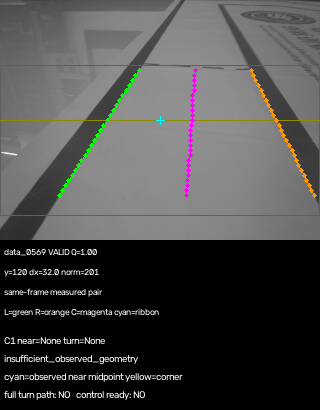 data_0569 VALID Q=1.00
y=120 dx=32.0 norm=201
same-frame measured pair
L=green R=orange C=magenta cyan=ribbon
C1 near=None turn=None
insufficient_observed_geometry
cyan=observed near midpoint yellow=corner
full turn path: NO control ready: NO